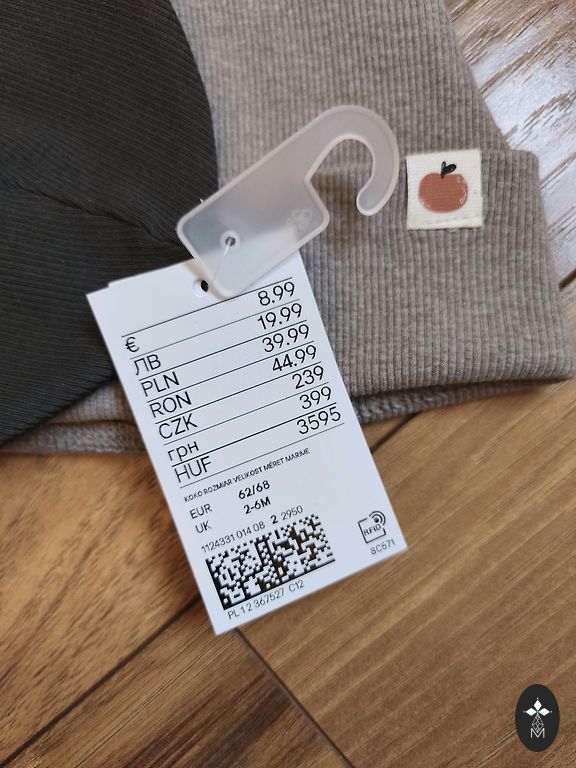 € 8.99
ЛВ 19.99
PLN 39.99
RON 44.99
CZK 239
грн 399
HUF 3595
KOKO ROZMIAR VELIKOST MÉRET MARIME
EUR 62/68
UK 2-6M
1124331 014 08 2 2950
RFID
8C571
PL 1 2 367527 C12
M